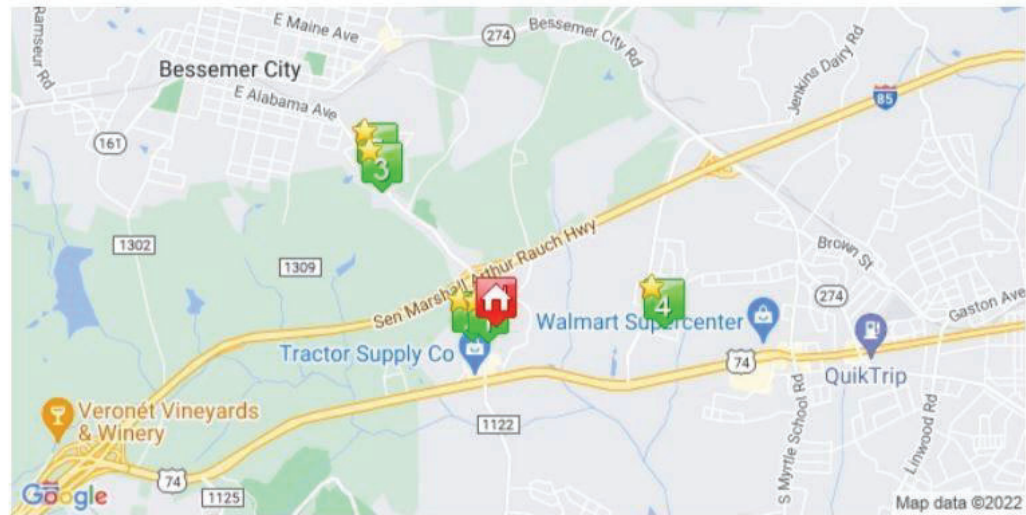 Ramseur Rd
E Maine Ave
274
Bessemer City Rd
Jenkins Dairy Rd
Bessemer City
E Alabama Ave
85
161
3
1302
1309
Sen Marshall Arthur Rauch Hwy
Brown St
274
Gaston Ave
4
Walmart Supercenter
Tractor Supply Co
74
QuikTrip
Veronét Vineyards
& Winery
1122
S Myrtle School Rd
Linwood Rd
74
1125
Google
Map data ©2022